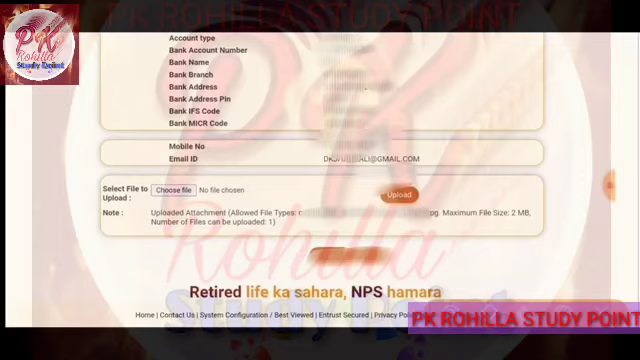 PK ROHILLA STUDY POINT
PK
Rohilla
Study Point
Account type
Bank Account Number
Bank Name
Bank Branch
Bank Address
Bank Address Pin
Bank IFS Code
Bank MICR Code
Mobile No
Email ID
ALI@GMAIL.COM
Select File to Upload :
Choose file No file chosen
Upload
Note : Uploaded Attachment (Allowed File Types: pg. Maximum File Size: 2 MB,
Number of Files can be uploaded: 1)
Rohilla
Retired life ka sahara, NPS hamara
Home | Contact Us | System Configuration / Best Viewed | Entrust Secured | Privacy
PK ROHILLA STUDY POINT